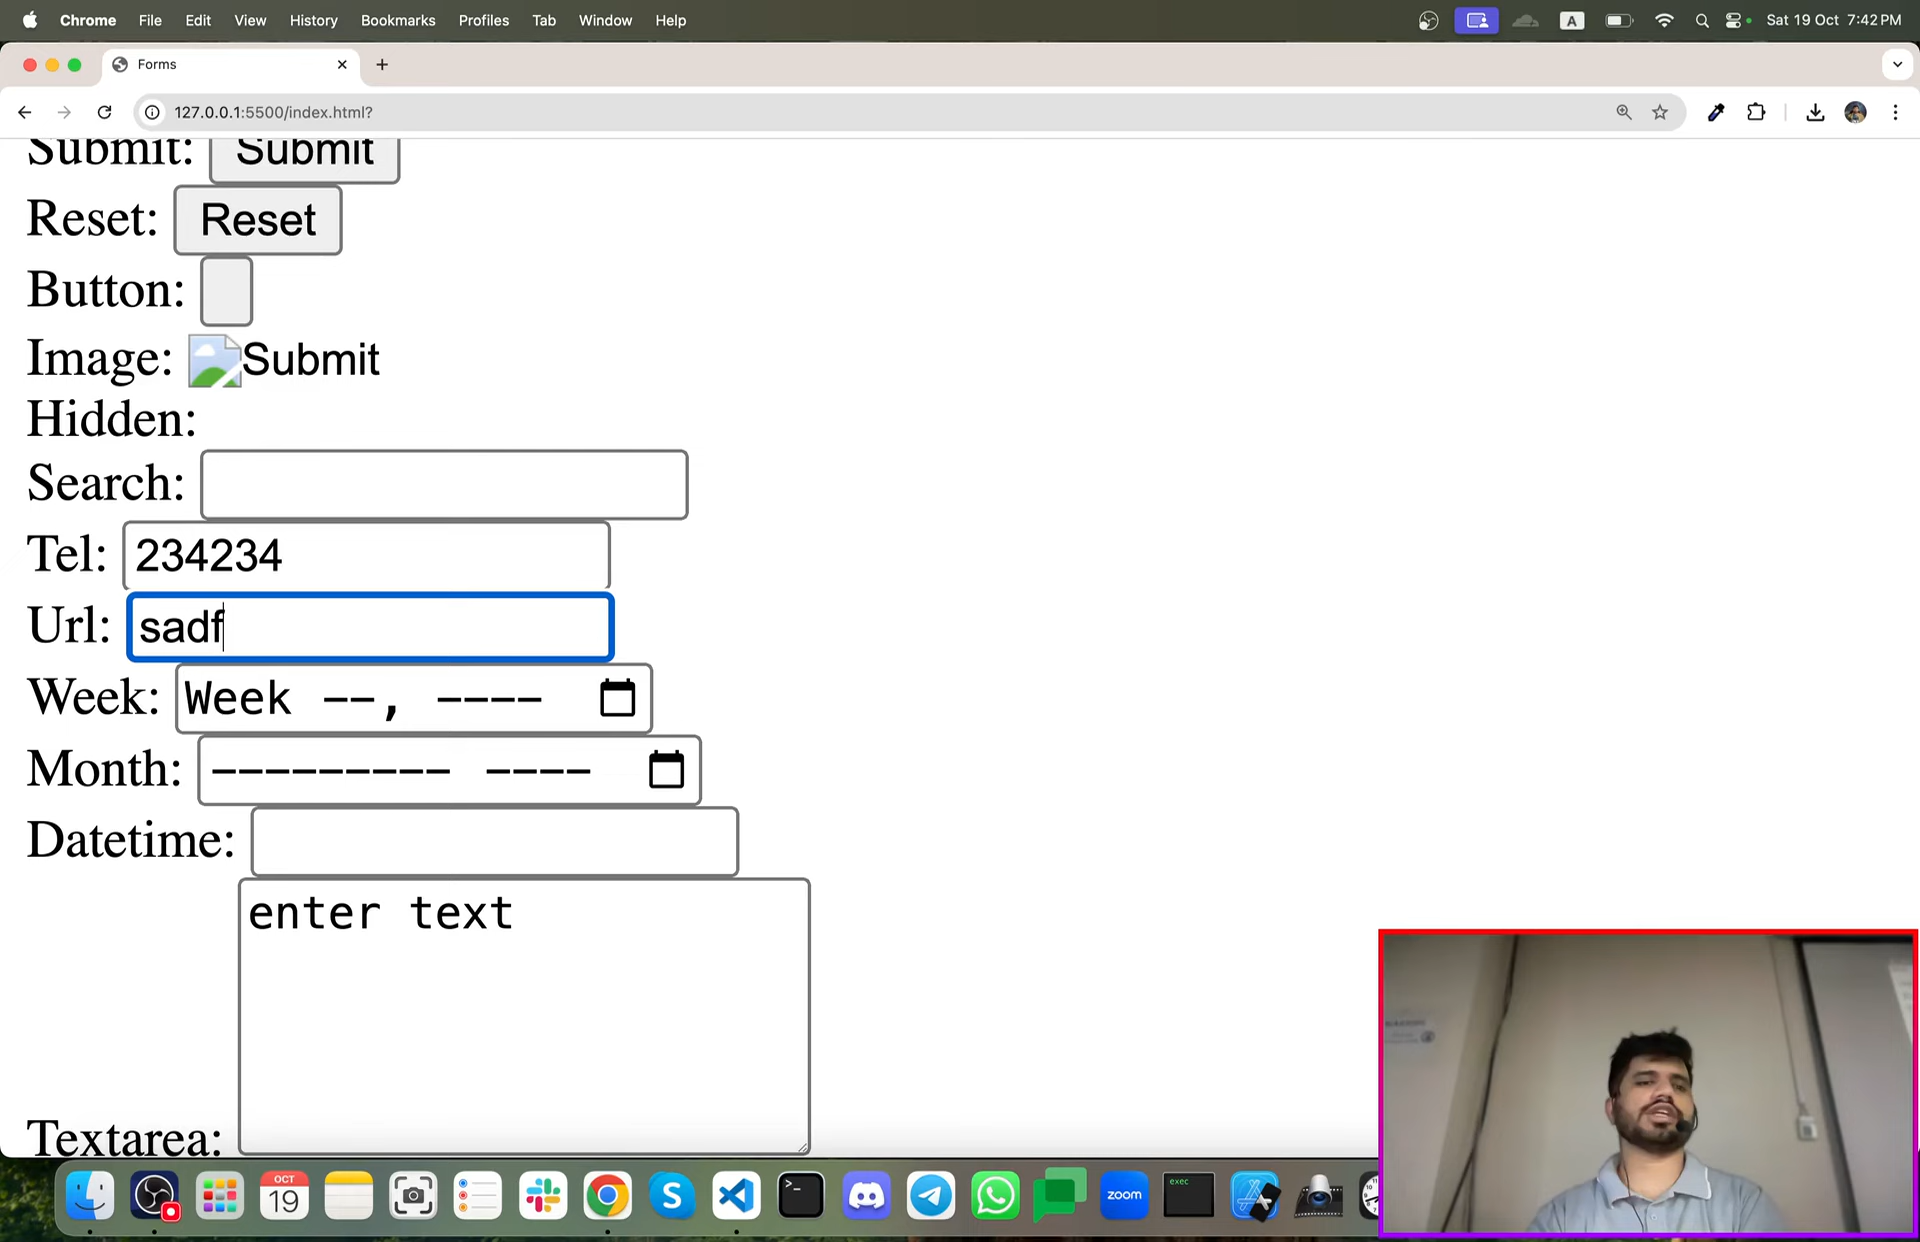 Chrome File Edit View History Bookmarks Profiles Tab Window Help A Sat 19 Oct 7:42 PM
Forms
127.0.0.1:5500/index.html?
Submit: Submit
Reset: Reset
Button:
Image: Submit
Hidden:
Search:
Tel: 234234
Url: sadf
Week: Week --, ----
Month: --------- ----
Datetime:
enter text
Textarea:
OCT
19
S
zoom
exec